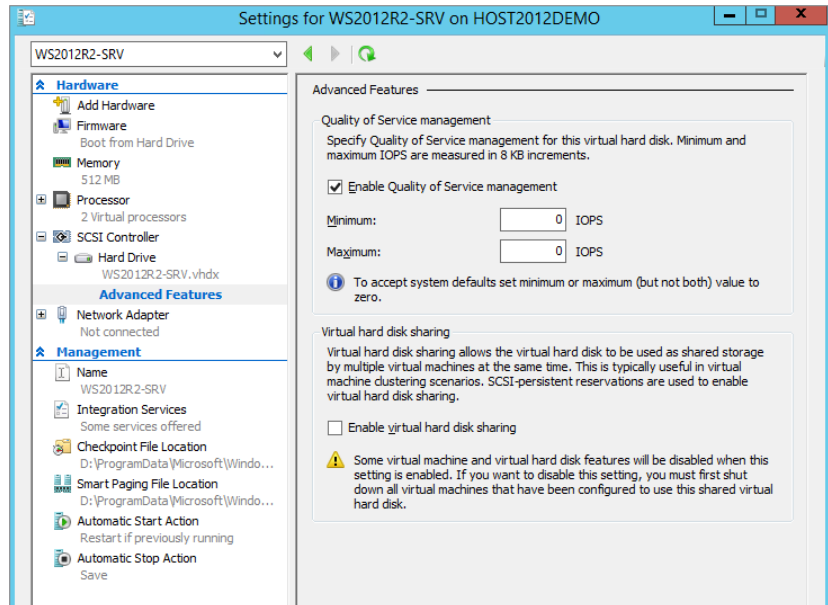 Settings for WS2012R2-SRV on HOST2012DEMO
WS2012R2-SRV
Hardware
Add Hardware
Firmware
Boot from Hard Drive
Memory
512 MB
Processor
2 Virtual processors
SCSI Controller
Hard Drive
WS2012R2-SRV.vhdx
Advanced Features
Network Adapter
Not connected
Management
Name
WS2012R2-SRV
Integration Services
Some services offered
Checkpoint File Location
D:\ProgramData\Microsoft\Windo...
Smart Paging File Location
D:\ProgramData\Microsoft\Windo...
Automatic Start Action
Restart if previously running
Automatic Stop Action
Save
Advanced Features
Quality of Service management
Specify Quality of Service management for this virtual hard disk. Minimum and
maximum IOPS are measured in 8 KB increments.
Enable Quality of Service management
Minimum: 0 IOPS
Maximum: 0 IOPS
To accept system defaults set minimum or maximum (but not both) value to
zero.
Virtual hard disk sharing
Virtual hard disk sharing allows the virtual hard disk to be used as shared storage
by multiple virtual machines at the same time. This is typically useful in virtual
machine clustering scenarios. SCSI-persistent reservations are used to enable
virtual hard disk sharing.
Enable virtual hard disk sharing
Some virtual machine and virtual hard disk features will be disabled when this
setting is enabled. If you want to disable this setting, you must first shut
down all virtual machines that have been configured to use this shared virtual
hard disk.